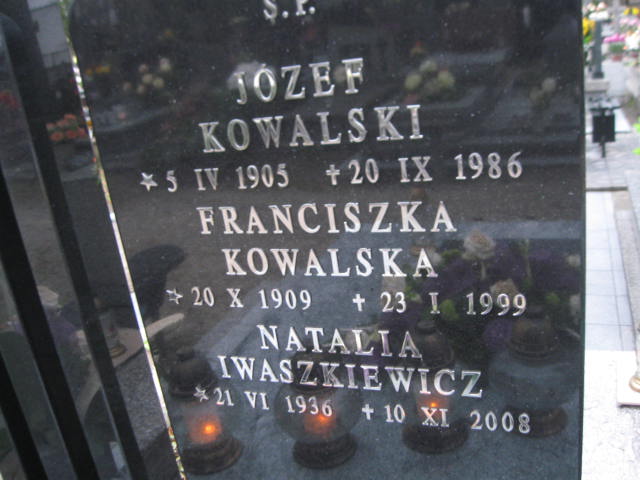 Ś.P.
JÓZEF
KOWALSKI
* 5 IV 1905 † 20 IX 1986
FRANCISZKA
KOWALSKA
* 20 X 1909 † 23 I 1999
NATALIA
IWASZKIEWICZ
* 21 VI 1936 † 10 XI 2008